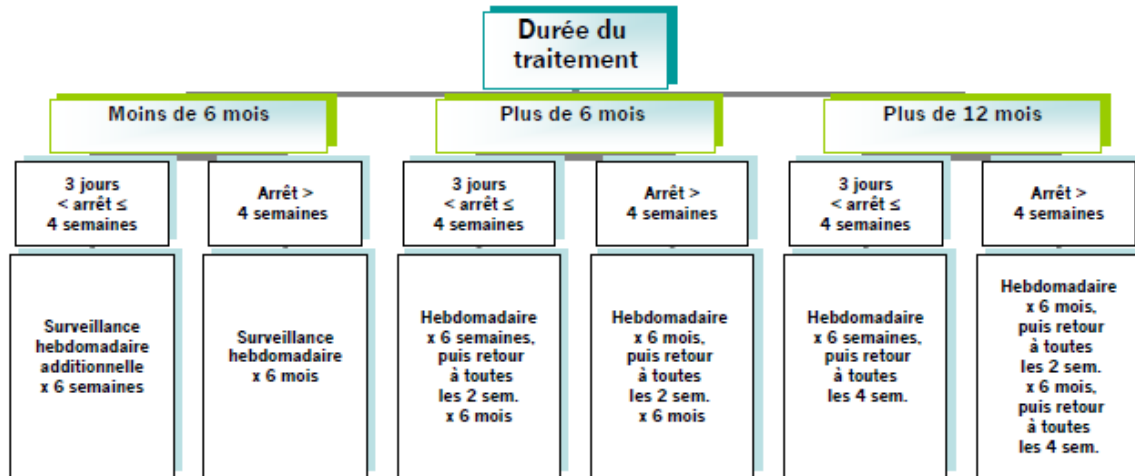 Durée du
traitement
Moins de 6 mois
Plus de 6 mois
Plus de 12 mois
3 jours
< arrêt ≤
4 semaines
Arrêt >
4 semaines
3 jours
< arrêt ≤
4 semaines
Arrêt >
4 semaines
3 jours
< arrêt ≤
4 semaines
Arrêt >
4 semaines
Surveillance
hebdomadaire
additionnelle
x 6 semaines
Surveillance
hebdomadaire
x 6 mois
Hebdomadaire
x 6 semaines,
puis retour
à toutes
les 2 sem.
x 6 mois
Hebdomadaire
x 6 mois,
puis retour
à toutes
les 2 sem.
x 6 mois
Hebdomadaire
x 6 semaines,
puis retour
à toutes
les 4 sem.
Hebdomadaire
x 6 mois,
puis retour
à toutes
les 2 sem.
x 6 mois,
puis retour
à toutes
les 4 sem.